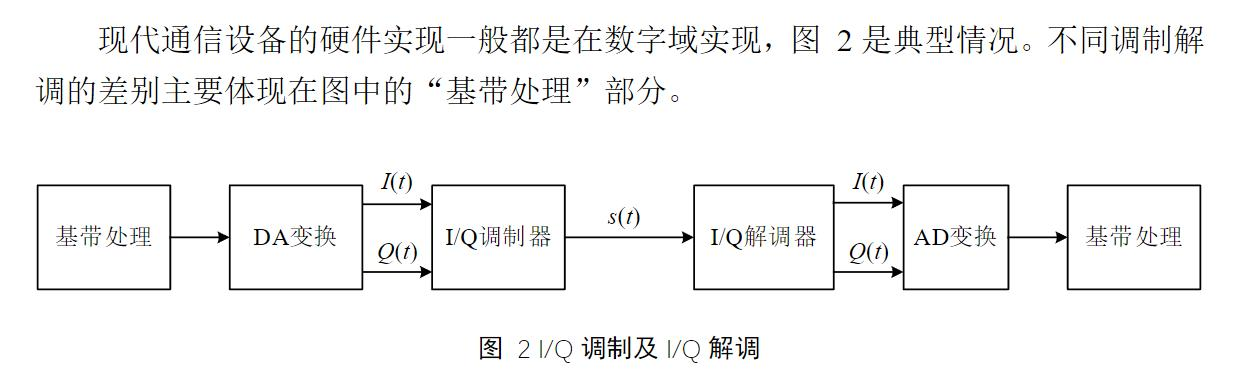 现代通信设备的硬件实现一般都是在数字域实现，图 2 是典型情况。不同调制解
调的差别主要体现在图中的“基带处理”部分。
I(t)
I(t)
基带处理
DA变换
I/Q调制器
s(t)
I/Q解调器
AD变换
基带处理
Q(t)
Q(t)
图 2 I/Q 调制及 I/Q 解调